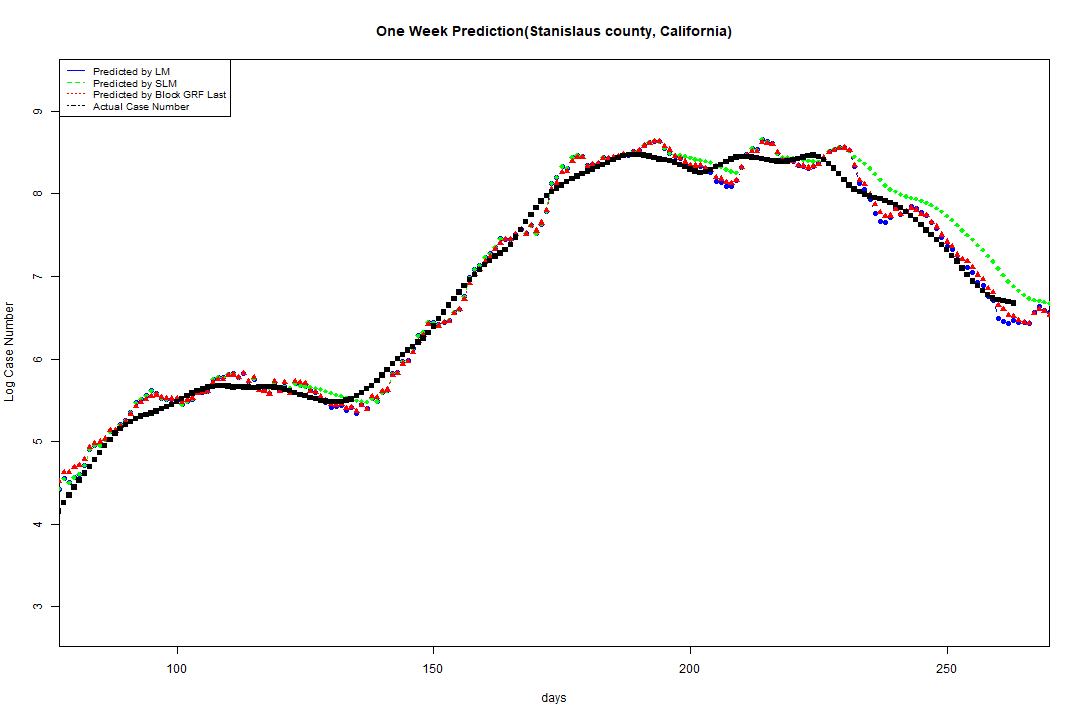 One Week Prediction(Stanislaus county, California)
Predicted by LM
Predicted by SLM
Predicted by Block GRF Last
Actual Case Number
9
8
7
6
5
4
3
Log Case Number
100 150 200 250
days